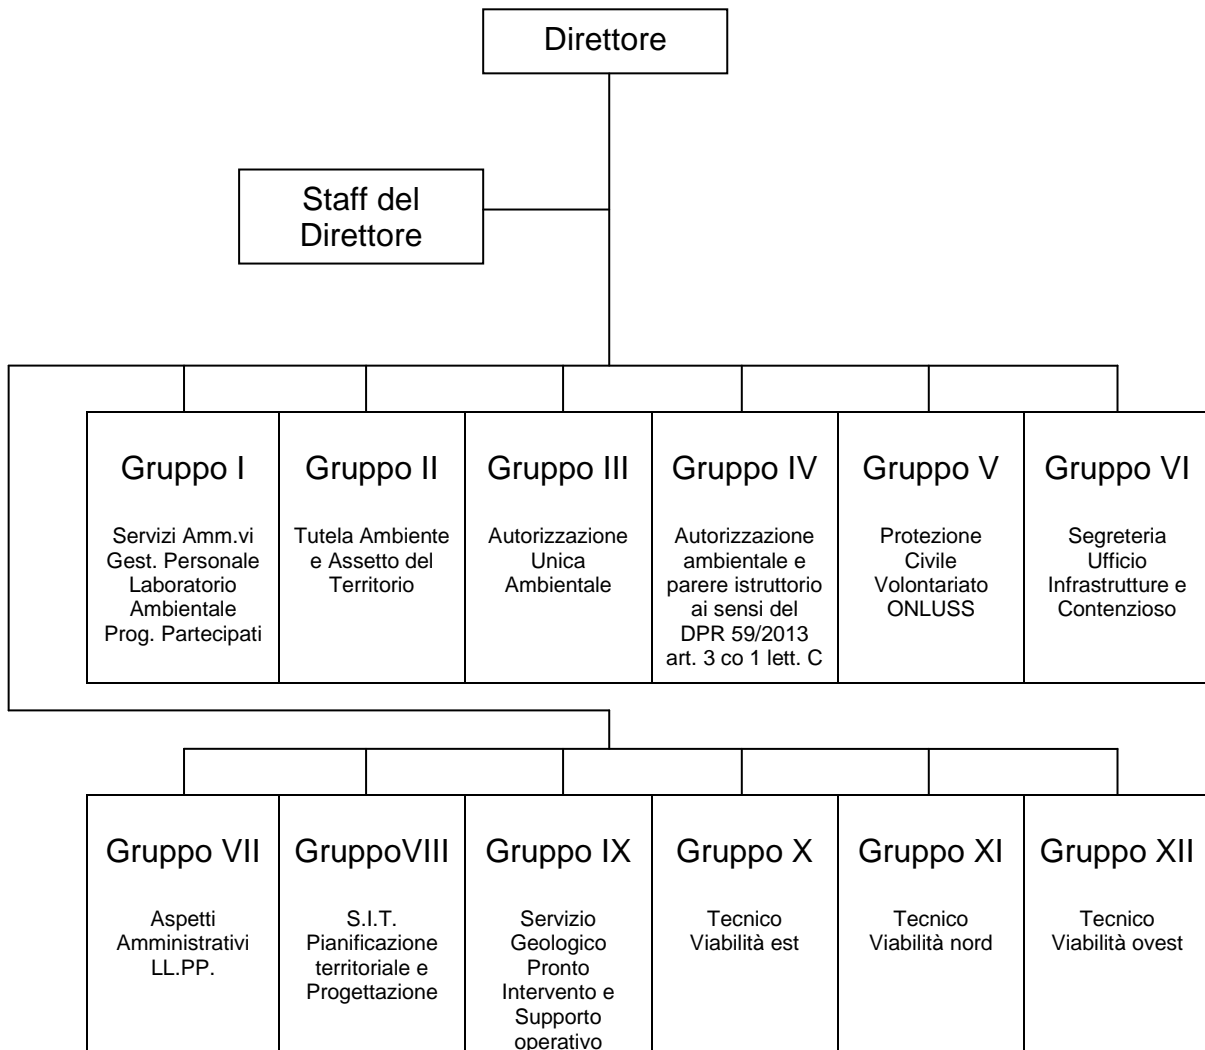 Direttore
Staff del
Direttore
Gruppo I
Servizi Amm.vi
Gest. Personale
Laboratorio
Ambientale
Prog. Partecipati
Gruppo II
Tutela Ambiente
e Assetto del
Territorio
Gruppo III
Autorizzazione
Unica
Ambientale
Gruppo IV
Autorizzazione
ambientale e
parere istruttorio
ai sensi del
DPR 59/2013
art. 3 co 1 lett. C
Gruppo V
Protezione
Civile
Volontariato
ONLUSS
Gruppo VI
Segreteria
Ufficio
Infrastrutture e
Contenzioso
Gruppo VII
Aspetti
Amministrativi
LL.PP.
GruppoVIII
S.I.T.
Pianificazione
territoriale e
Progettazione
Gruppo IX
Servizio
Geologico
Pronto
Intervento e
Supporto
operativo
Gruppo X
Tecnico
Viabilità est
Gruppo XI
Tecnico
Viabilità nord
Gruppo XII
Tecnico
Viabilità ovest